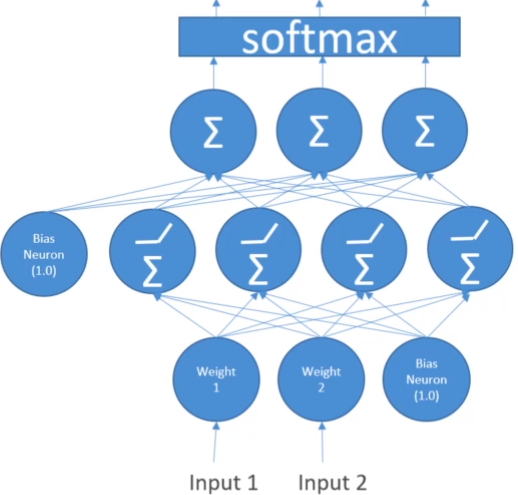 softmax
Σ Σ Σ
Bias
Neuron
(1.0)
Σ Σ Σ Σ
Weight
1
Weight
2
Bias
Neuron
(1.0)
Input 1 Input 2